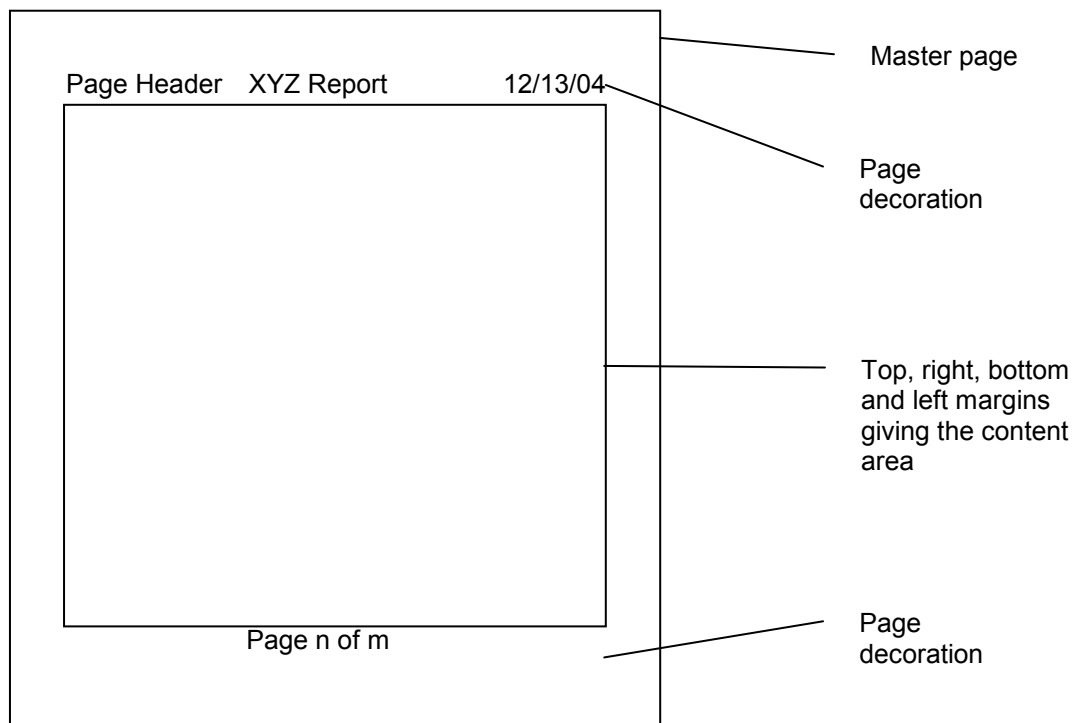 Master page
Page Header XYZ Report 12/13/04
Page
decoration
Top, right, bottom
and left margins
giving the content
area
Page n of m
Page
decoration